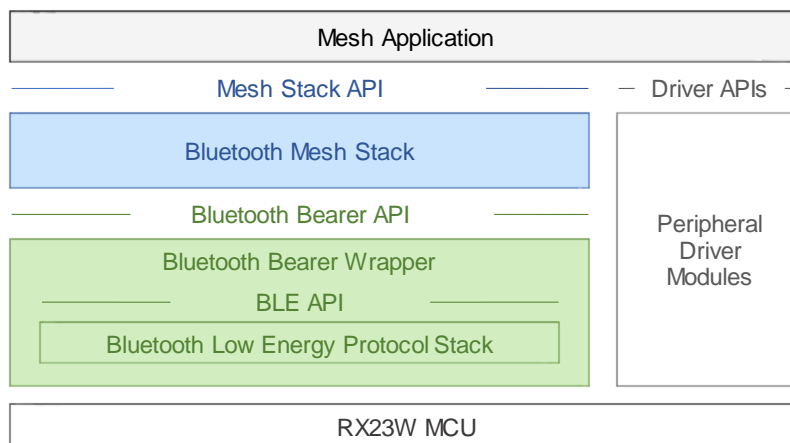 Mesh Application
Mesh Stack API
Driver APIs
Bluetooth Mesh Stack
Bluetooth Bearer API
Peripheral
Driver
Modules
Bluetooth Bearer Wrapper
BLE API
Bluetooth Low Energy Protocol Stack
RX23W MCU